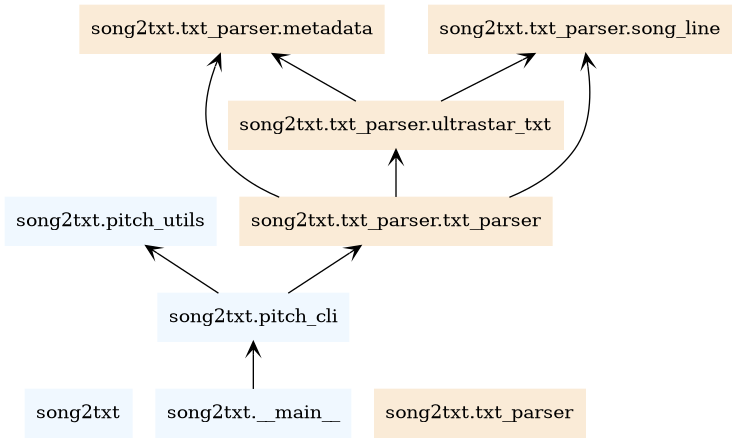 song2txt.txt_parser.metadata
song2txt.txt_parser.song_line
song2txt.txt_parser.ultrastar_txt
song2txt.pitch_utils
song2txt.txt_parser.txt_parser
song2txt.pitch_cli
song2txt
song2txt.__main__
song2txt.txt_parser